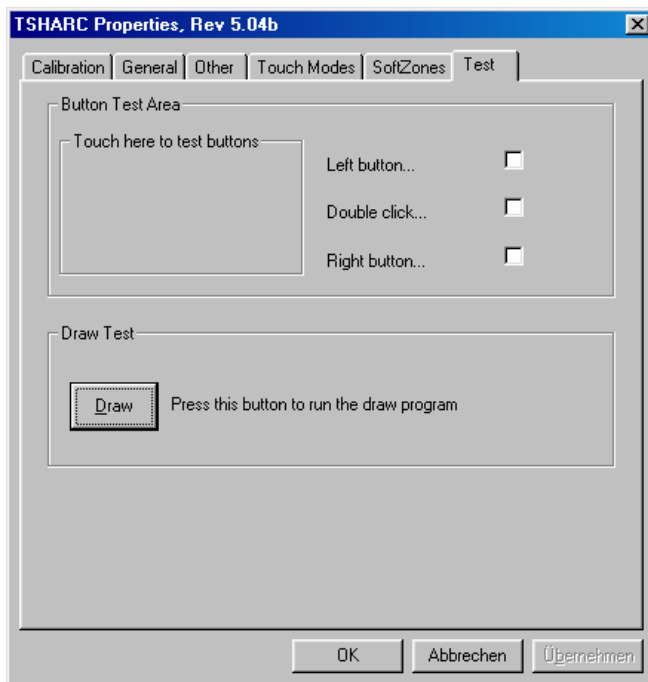 TSHARC Properties, Rev 5.04b
Calibration General Other Touch Modes SoftZones Test
Button Test Area
Touch here to test buttons
Left button...
Double click...
Right button...
Draw Test
Draw Press this button to run the draw program
OK Abbrechen Übernehmen